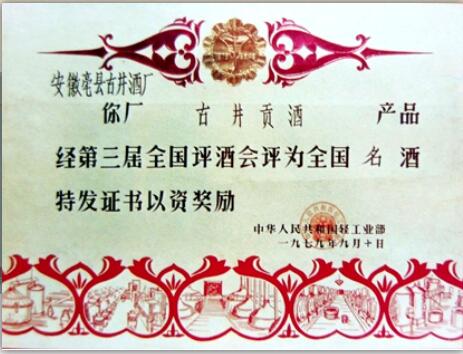 安徽亳县古井酒厂
你厂 古井贡酒 产品
经第三届全国评酒会评为全国名酒
特发证书以资奖励
中华人民共和国轻工业部
一九七九年九月十日